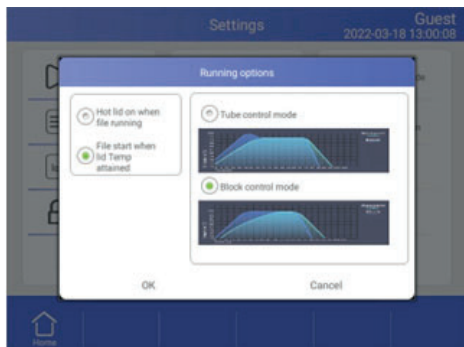 Settings
Guest
2022-03-18 13:00:08
Running options
Hot lid on when
file running
File start when
lid Temp
attained
Tube control mode
Block control mode
OK
Cancel
Home